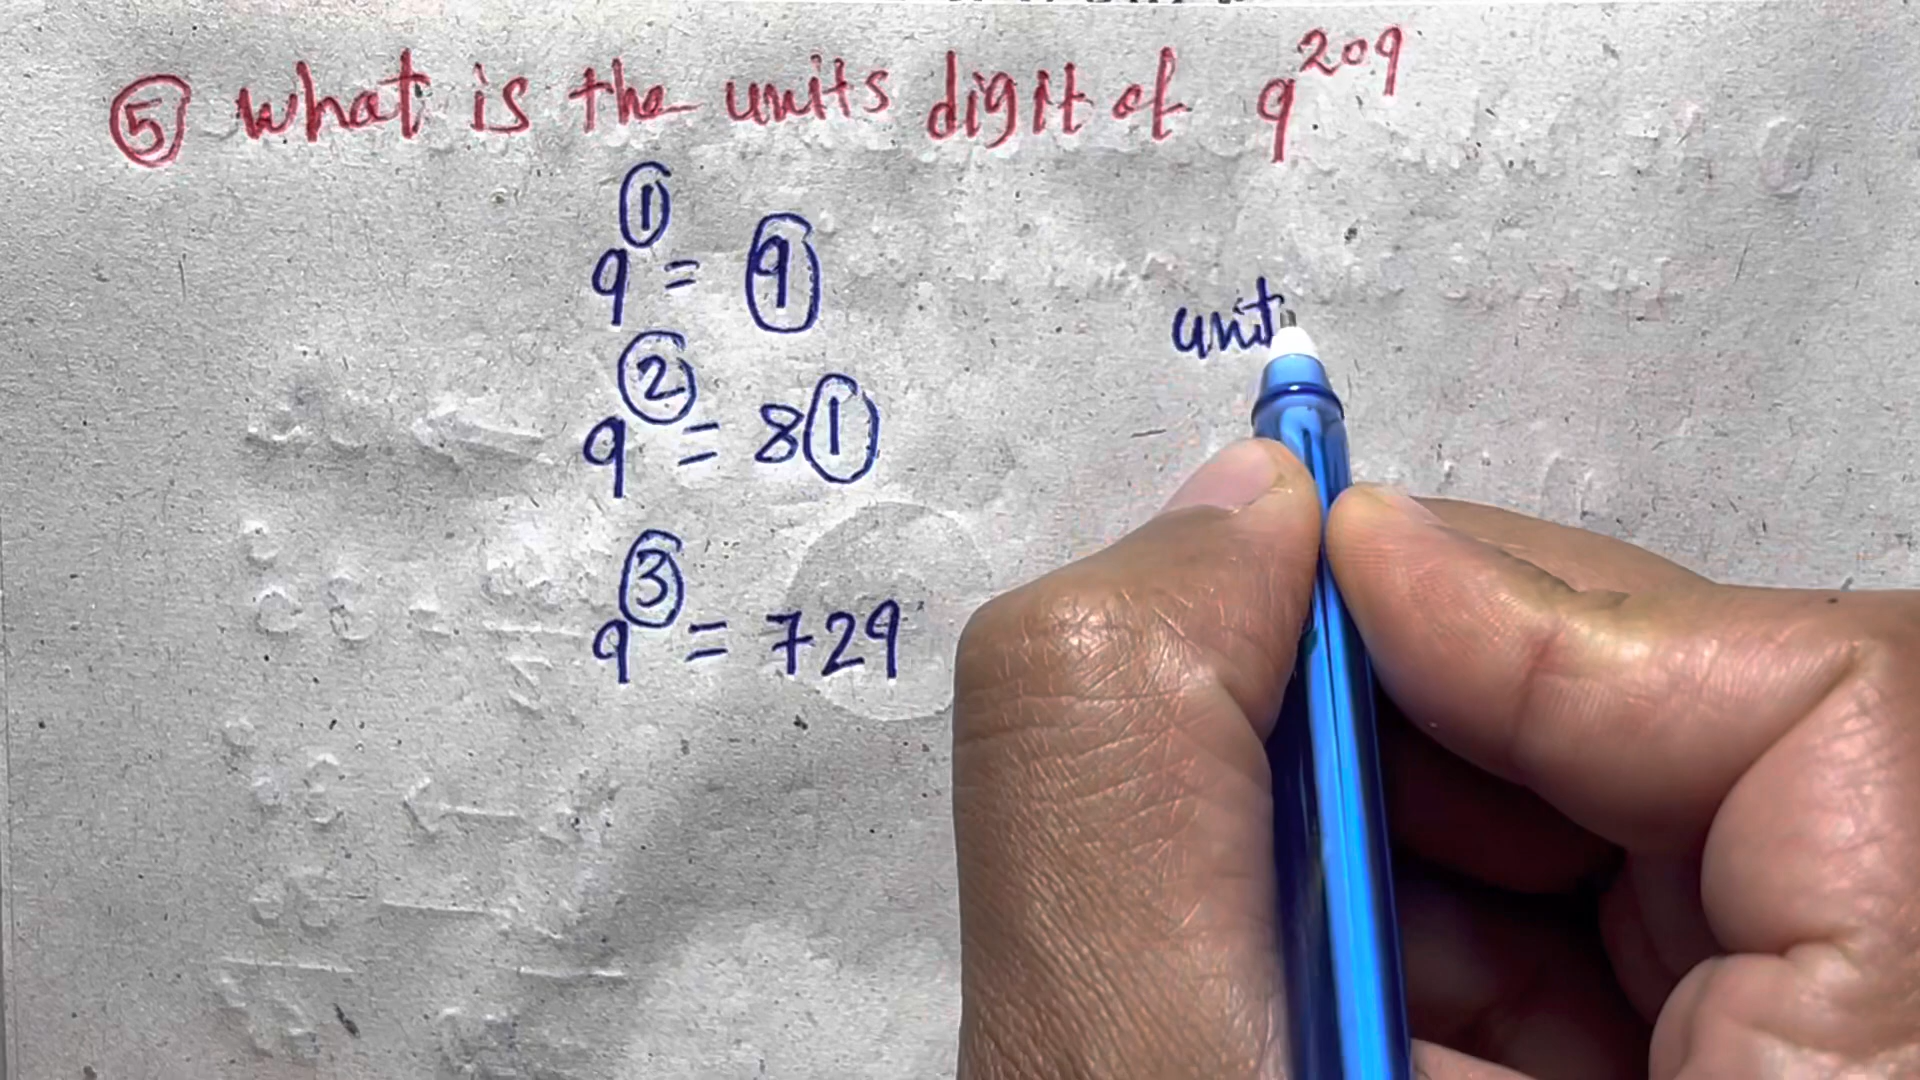 ⑤ what is the units digit of 9^209
9^① = ⑨
unit
9^② = 8①
9^③ = 729